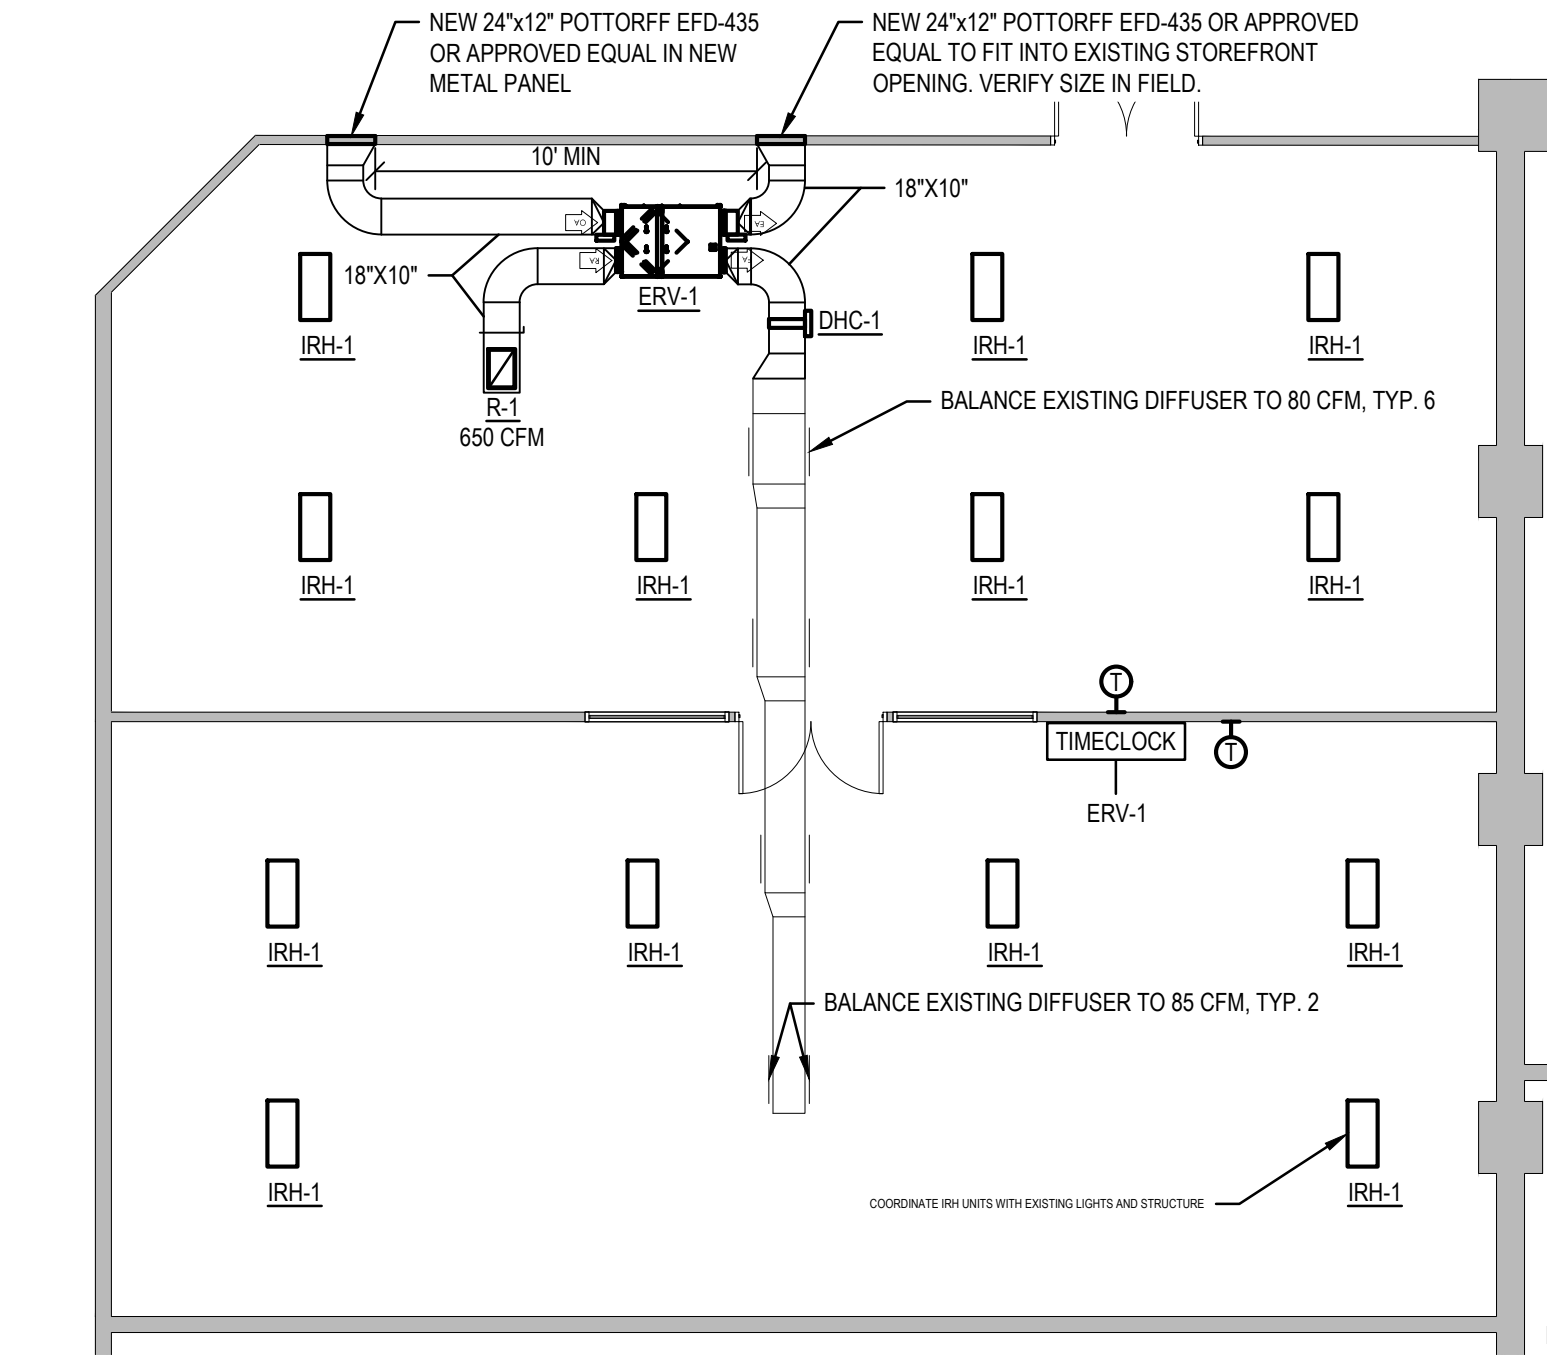 NEW 24"x12" POTTORFF EFD-435
OR APPROVED EQUAL IN NEW
METAL PANEL
NEW 24"x12" POTTORFF EFD-435 OR APPROVED
EQUAL TO FIT INTO EXISTING STOREFRONT
OPENING. VERIFY SIZE IN FIELD.
10' MIN
18"X10"
OA
EA
RA
FA
18"X10"
ERV-1
DHC-1
IRH-1
IRH-1
IRH-1
R-1
650 CFM
BALANCE EXISTING DIFFUSER TO 80 CFM, TYP. 6
IRH-1
IRH-1
IRH-1
IRH-1
T
TIMECLOCK
T
ERV-1
IRH-1
IRH-1
IRH-1
IRH-1
BALANCE EXISTING DIFFUSER TO 85 CFM, TYP. 2
IRH-1
COORDINATE IRH UNITS WITH EXISTING LIGHTS AND STRUCTURE
IRH-1